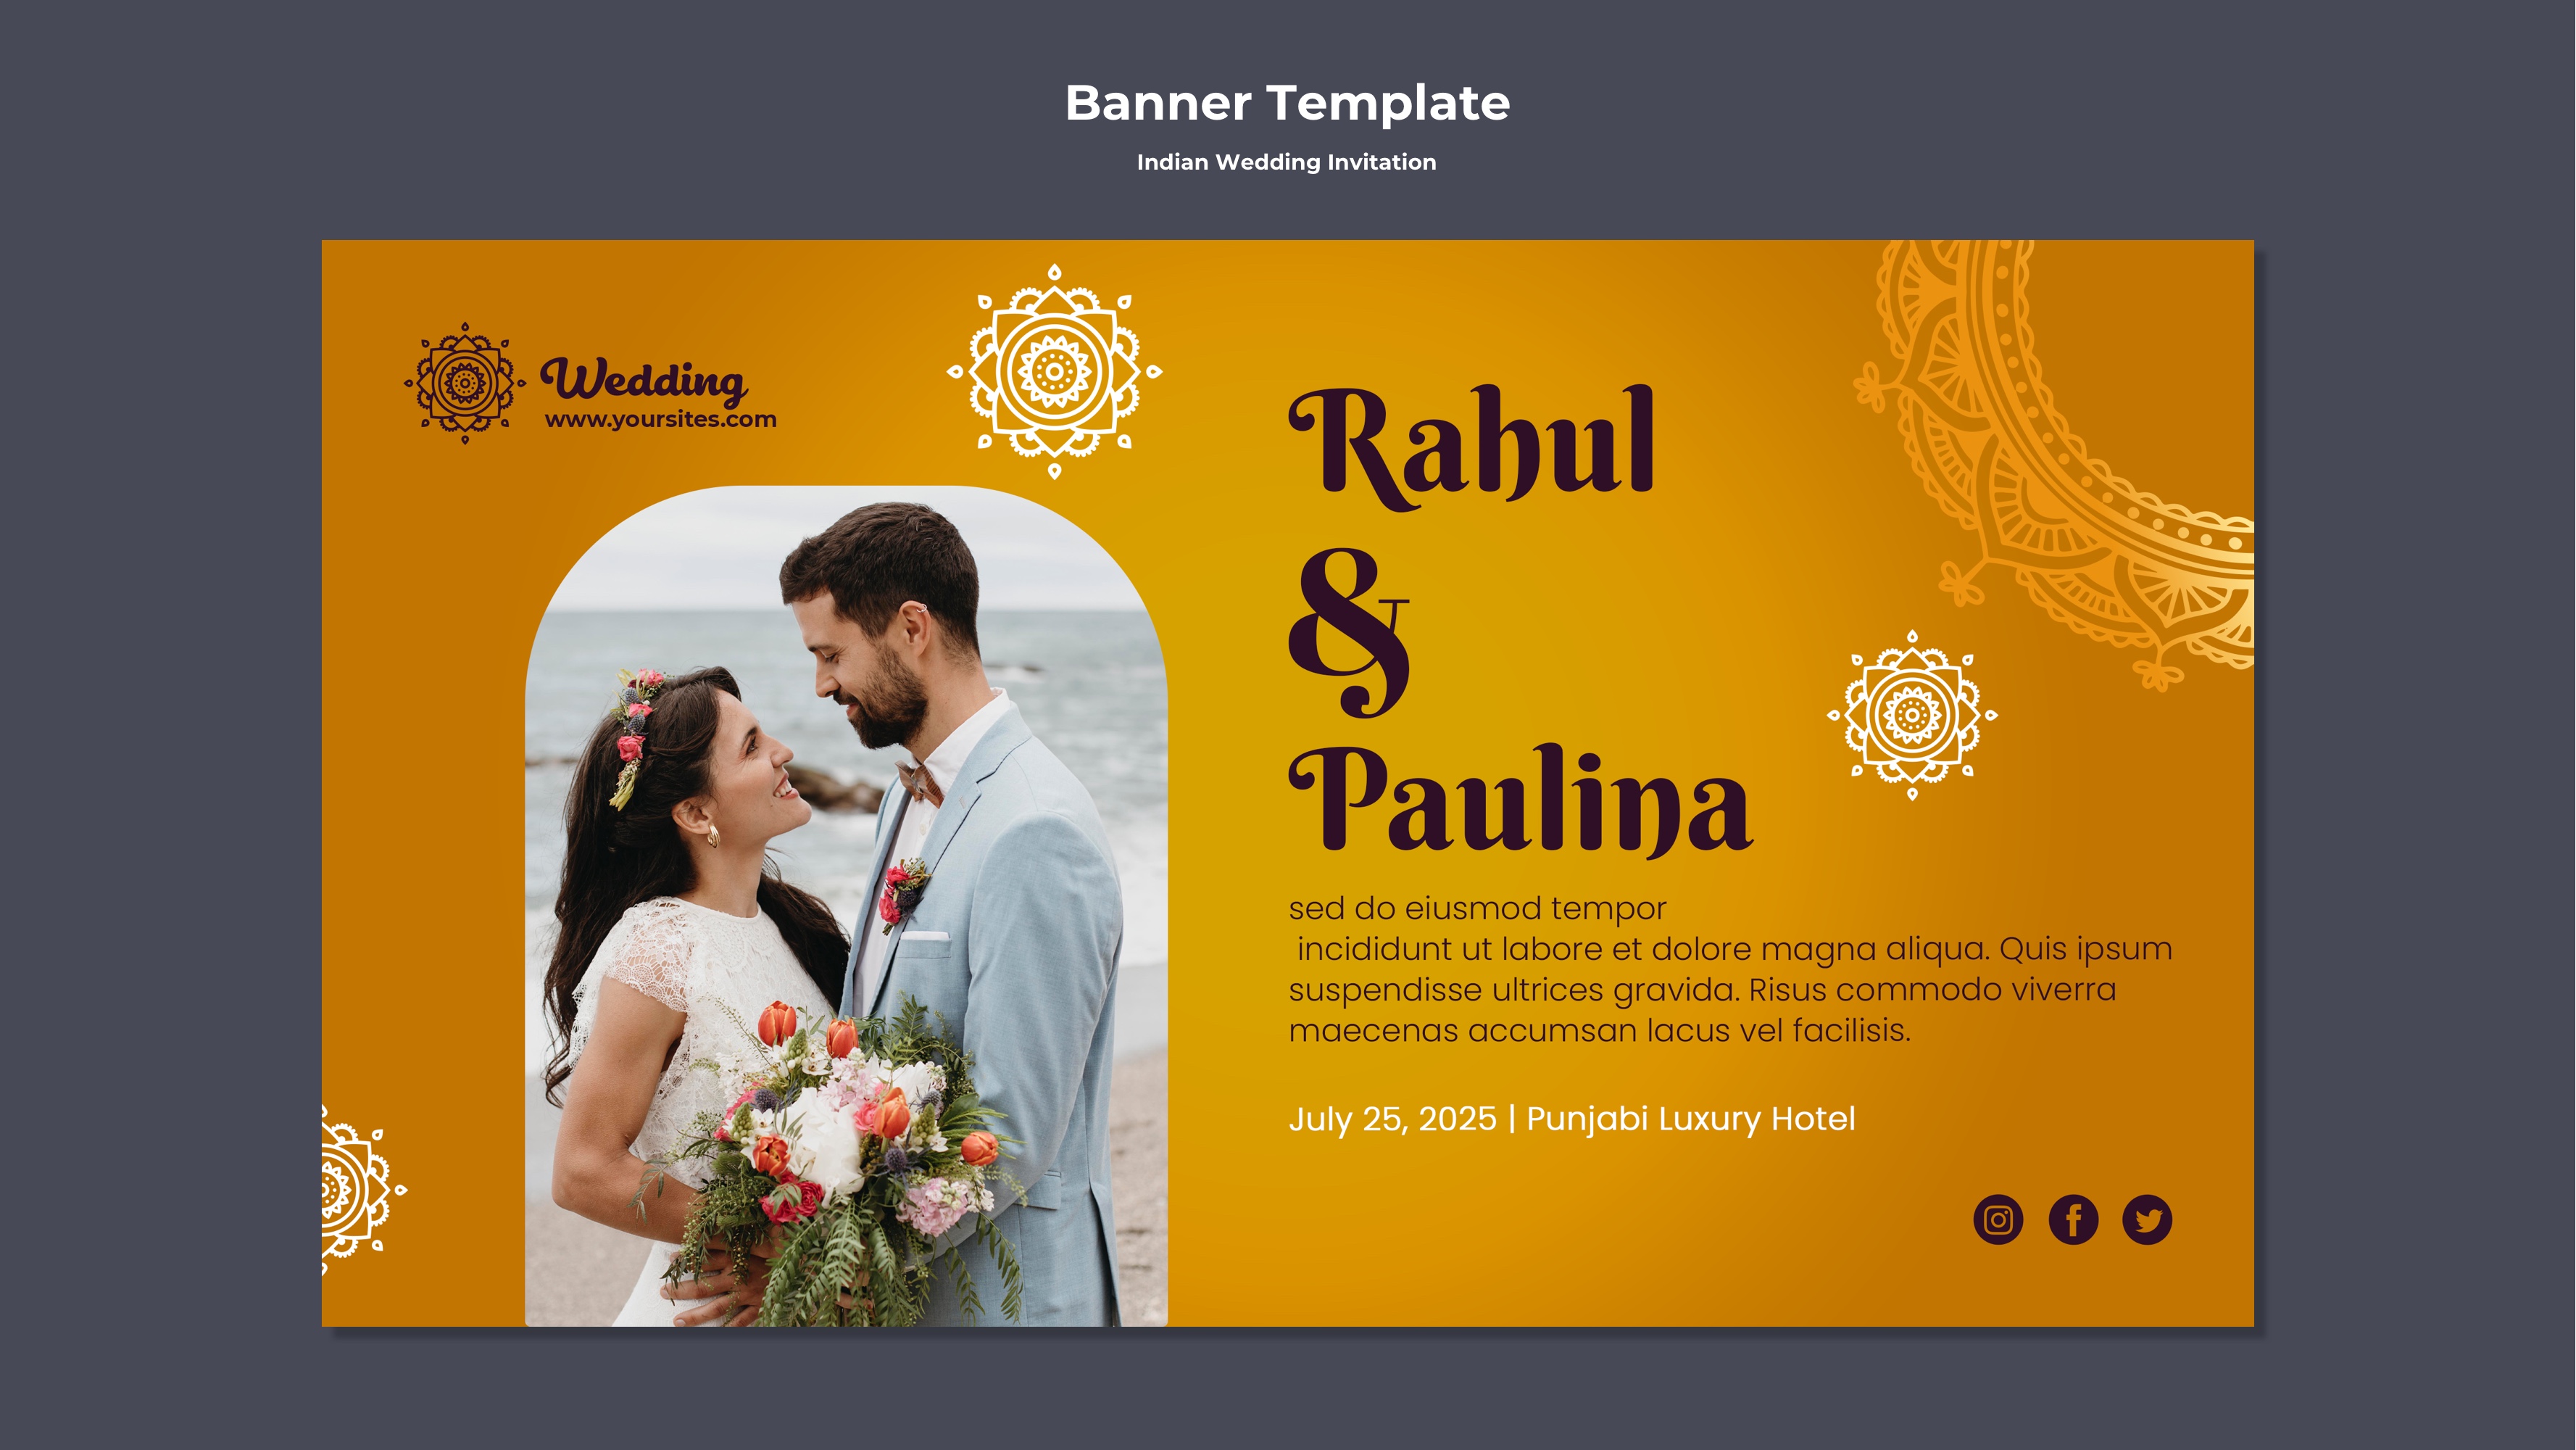 Banner Template
Indian Wedding Invitation
Wedding
www.yoursites.com
Rahul
&
Paulina
sed do eiusmod tempor
incididunt ut labore et dolore magna aliqua. Quis ipsum
suspendisse ultrices gravida. Risus commodo viverra
maecenas accumsan lacus vel facilisis.
July 25, 2025 | Punjabi Luxury Hotel